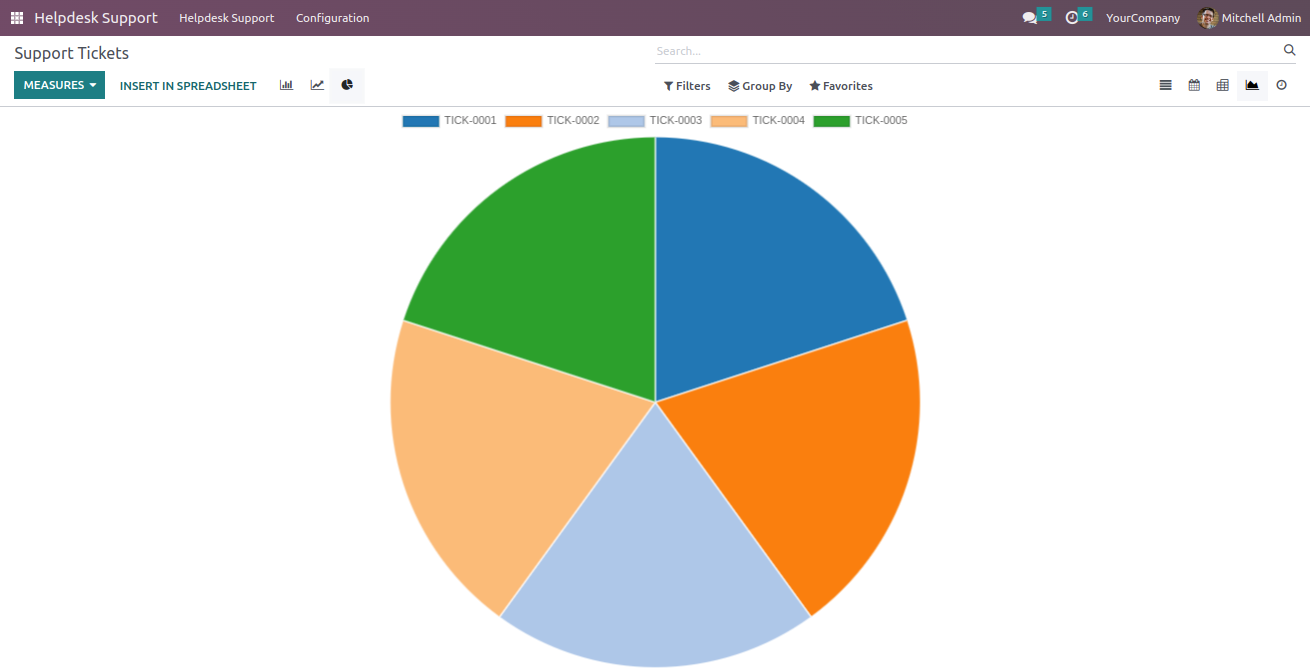 Helpdesk Support Helpdesk Support Configuration 5 6 YourCompany Mitchell Admin
Support Tickets Search...
MEASURES INSERT IN SPREADSHEET Filters Group By Favorites
TICK-0001 TICK-0002 TICK-0003 TICK-0004 TICK-0005